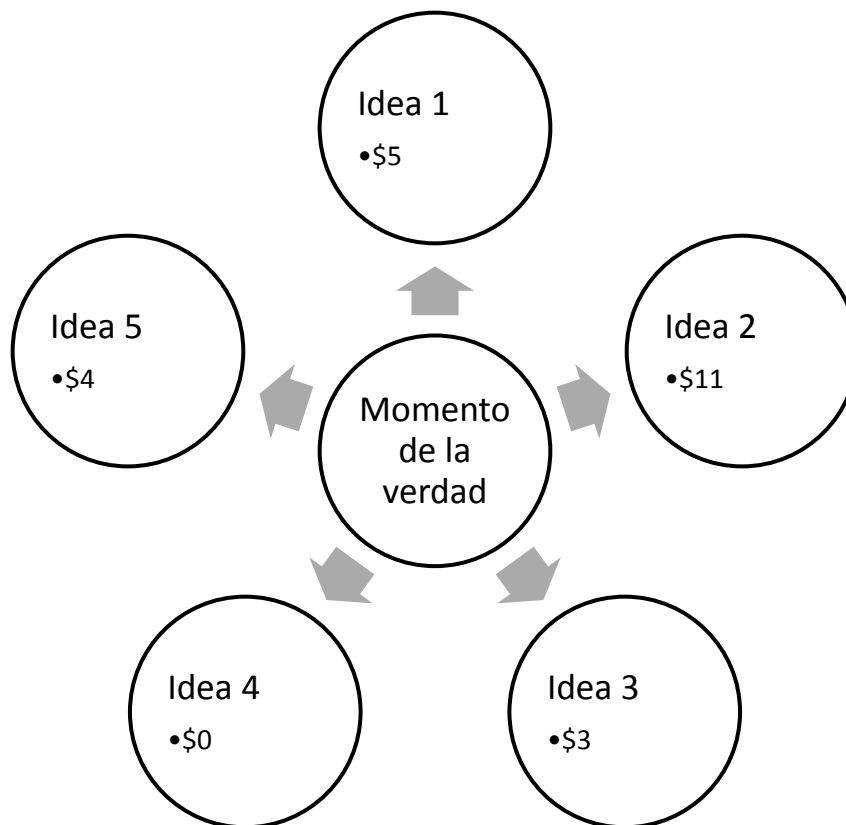 Idea 1
•$5
Idea 5
•$4
Idea 2
•$11
Momento
de la
verdad
Idea 4
•$0
Idea 3
•$3